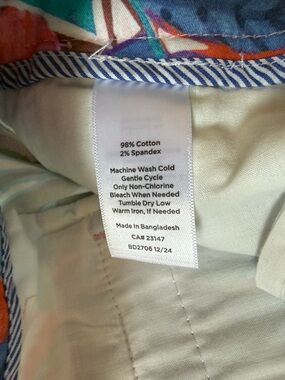 98% Cotton
2% Spandex
Machine Wash Cold
Gentle Cycle
Only Non-Chlorine
Bleach When Needed
Tumble Dry Low
Warm Iron, If Needed
Made in Bangladesh
CA# 23147
BD2706 12/24